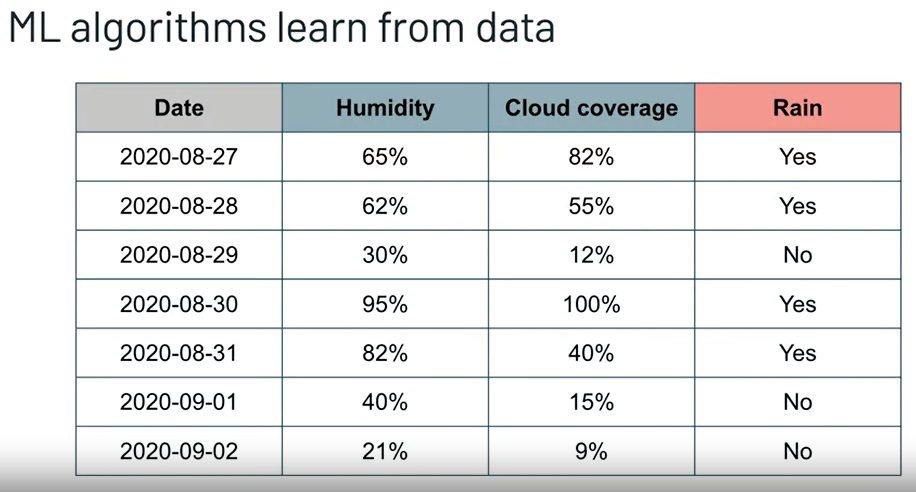 ML algorithms learn from data
Date Humidity Cloud coverage Rain
2020-08-27 65% 82% Yes
2020-08-28 62% 55% Yes
2020-08-29 30% 12% No
2020-08-30 95% 100% Yes
2020-08-31 82% 40% Yes
2020-09-01 40% 15% No
2020-09-02 21% 9% No